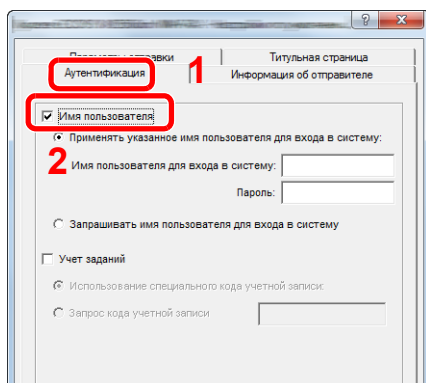 Параметры отправки
Титульная страница
Аутентификация
1
Информация об отправителе
Имя пользователя
Применять указанное имя пользователя для входа в систему:
2
Имя пользователя для входа в систему:
Пароль:
Запрашивать имя пользователя для входа в систему
Учет заданий
Использование специального кода учетной записи:
Запрос кода учетной записи